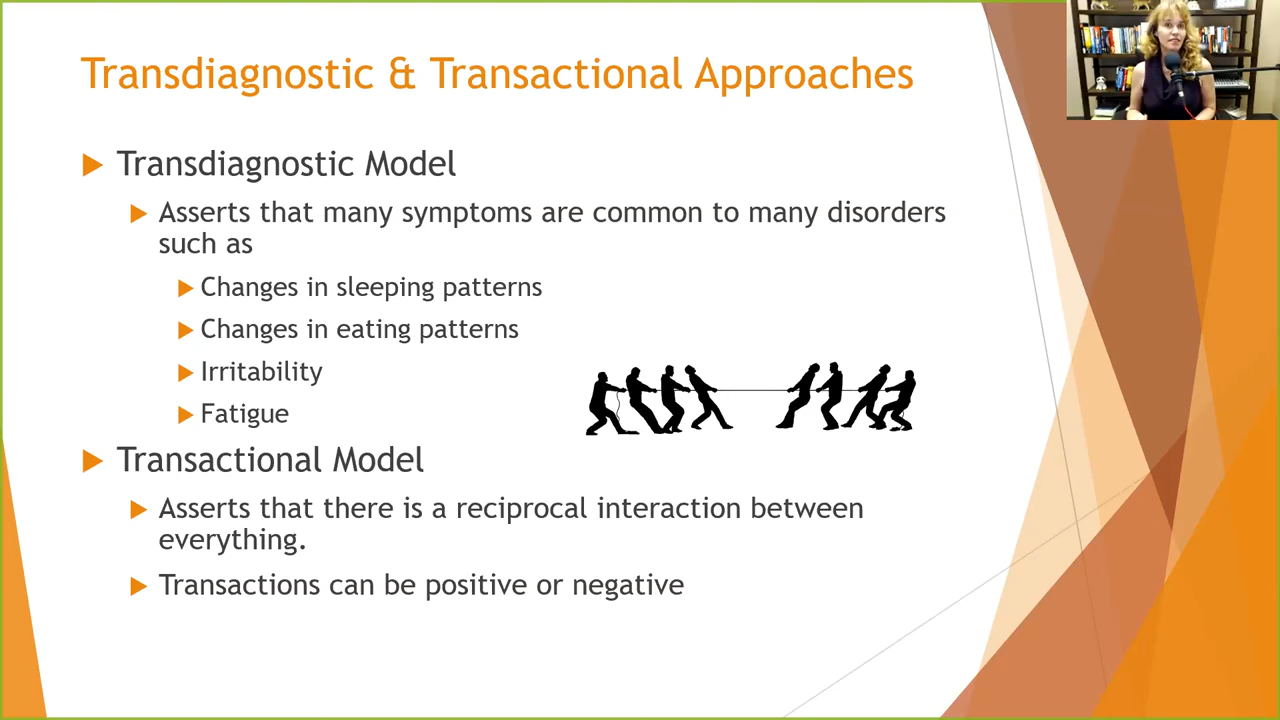 Transdiagnostic & Transactional Approaches
Transdiagnostic Model
Asserts that many symptoms are common to many disorders
such as
Changes in sleeping patterns
Changes in eating patterns
Irritability
Fatigue
Transactional Model
Asserts that there is a reciprocal interaction between
everything.
Transactions can be positive or negative